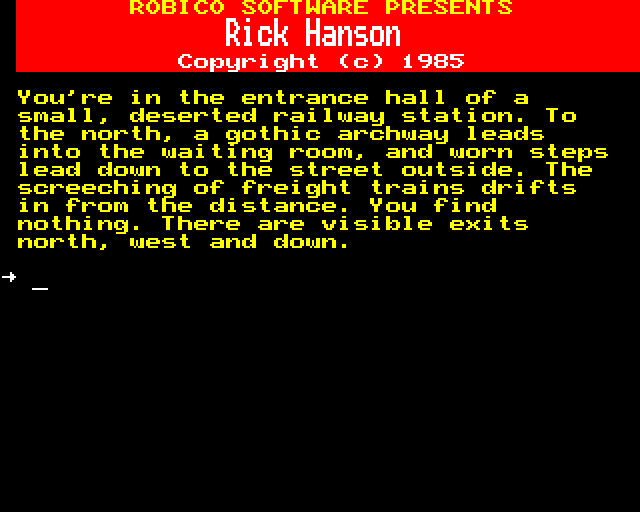 ROBICO SOFTWARE PRESENTS
Rick Hanson
Copyright (c) 1985
You're in the entrance hall of a
small, deserted railway station. To
the north, a gothic archway leads
into the waiting room, and worn steps
lead down to the street outside. The
screeching of freight trains drifts
in from the distance. You find
nothing. There are visible exits
north, west and down.
→ _